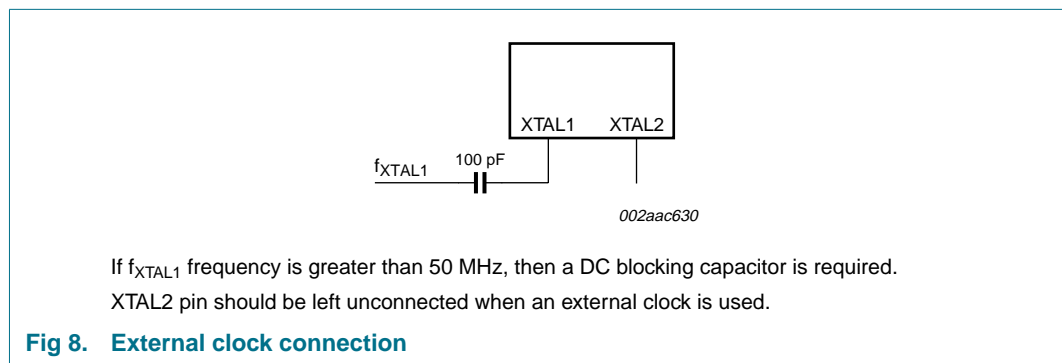 XTAL1 XTAL2
100 pF
fXTAL1
002aac630
If fXTAL1 frequency is greater than 50 MHz, then a DC blocking capacitor is required.
XTAL2 pin should be left unconnected when an external clock is used.
Fig 8. External clock connection